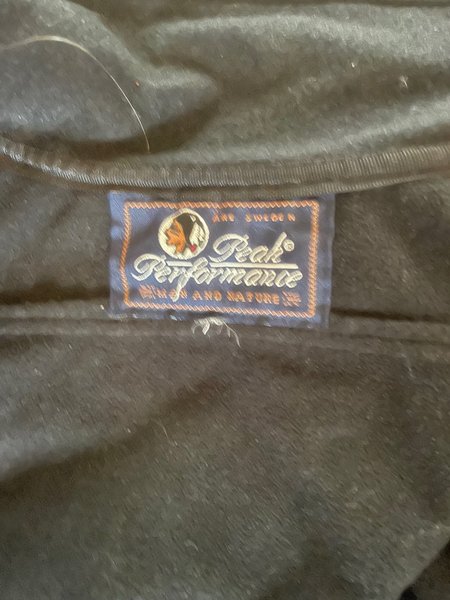 ARE SWEDEN
Peak®
Performance
MAN AND NATURE